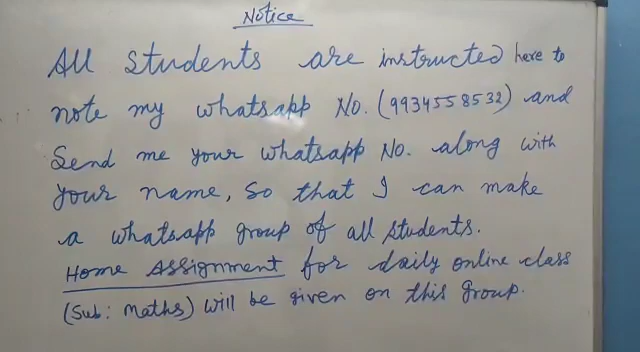 Notice
All students are instructed here to
note my whatsapp No. (9934558532) and
Send me your whatsapp No. along with
your name, so that I can make
a whatsapp group of all students.
Home Assignment for daily online class
(Sub: Maths) will be given on this group.